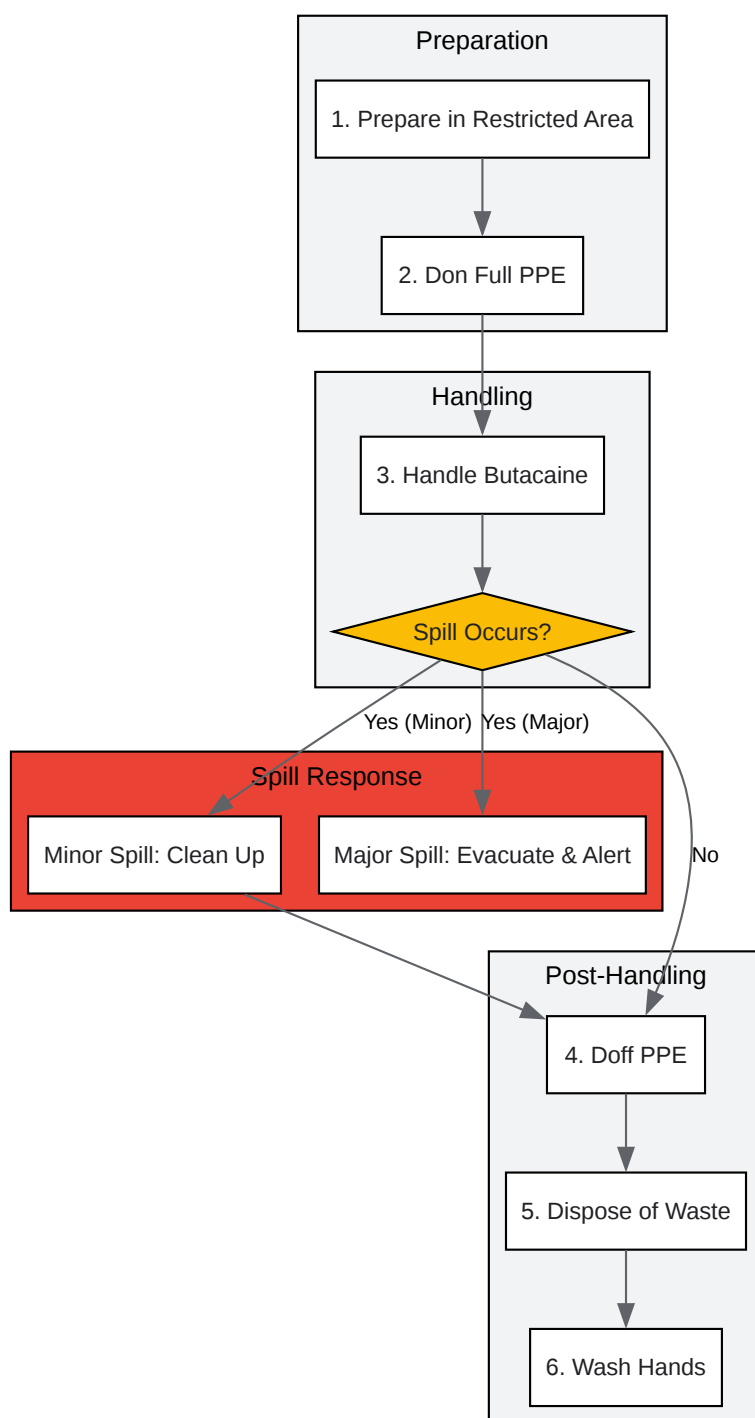 Preparation
1. Prepare in Restricted Area
2. Don Full PPE
Handling
3. Handle Butacaine
Spill Occurs?
Yes (Minor)
Yes (Major)
No
Spill Response
Minor Spill: Clean Up
Major Spill: Evacuate & Alert
Post-Handling
4. Doff PPE
5. Dispose of Waste
6. Wash Hands